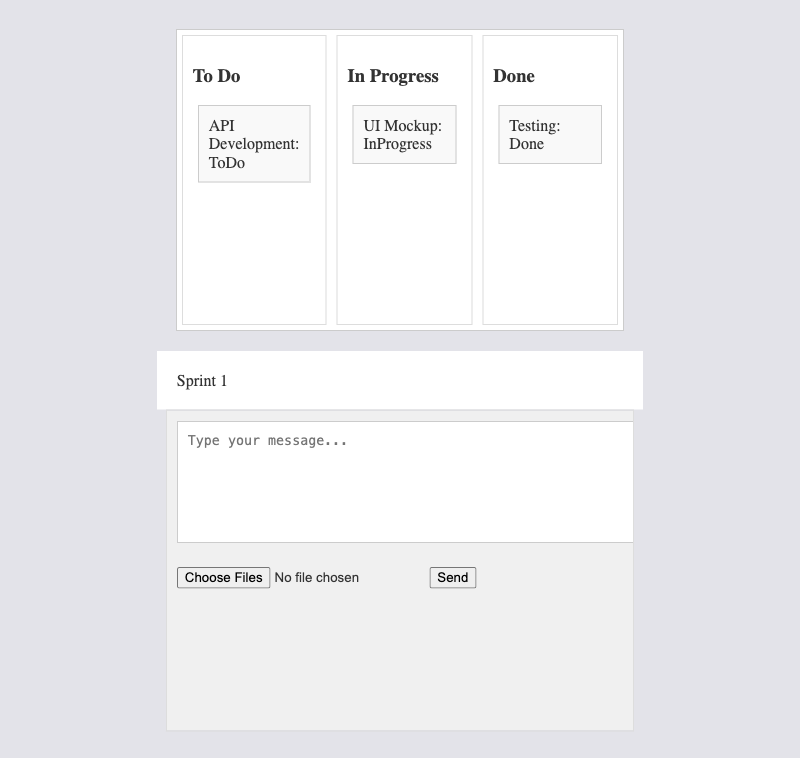 To Do
API
Development:
ToDo
In Progress
UI Mockup:
InProgress
Done
Testing:
Done
Sprint 1
Type your message...
Choose Files No file chosen
Send